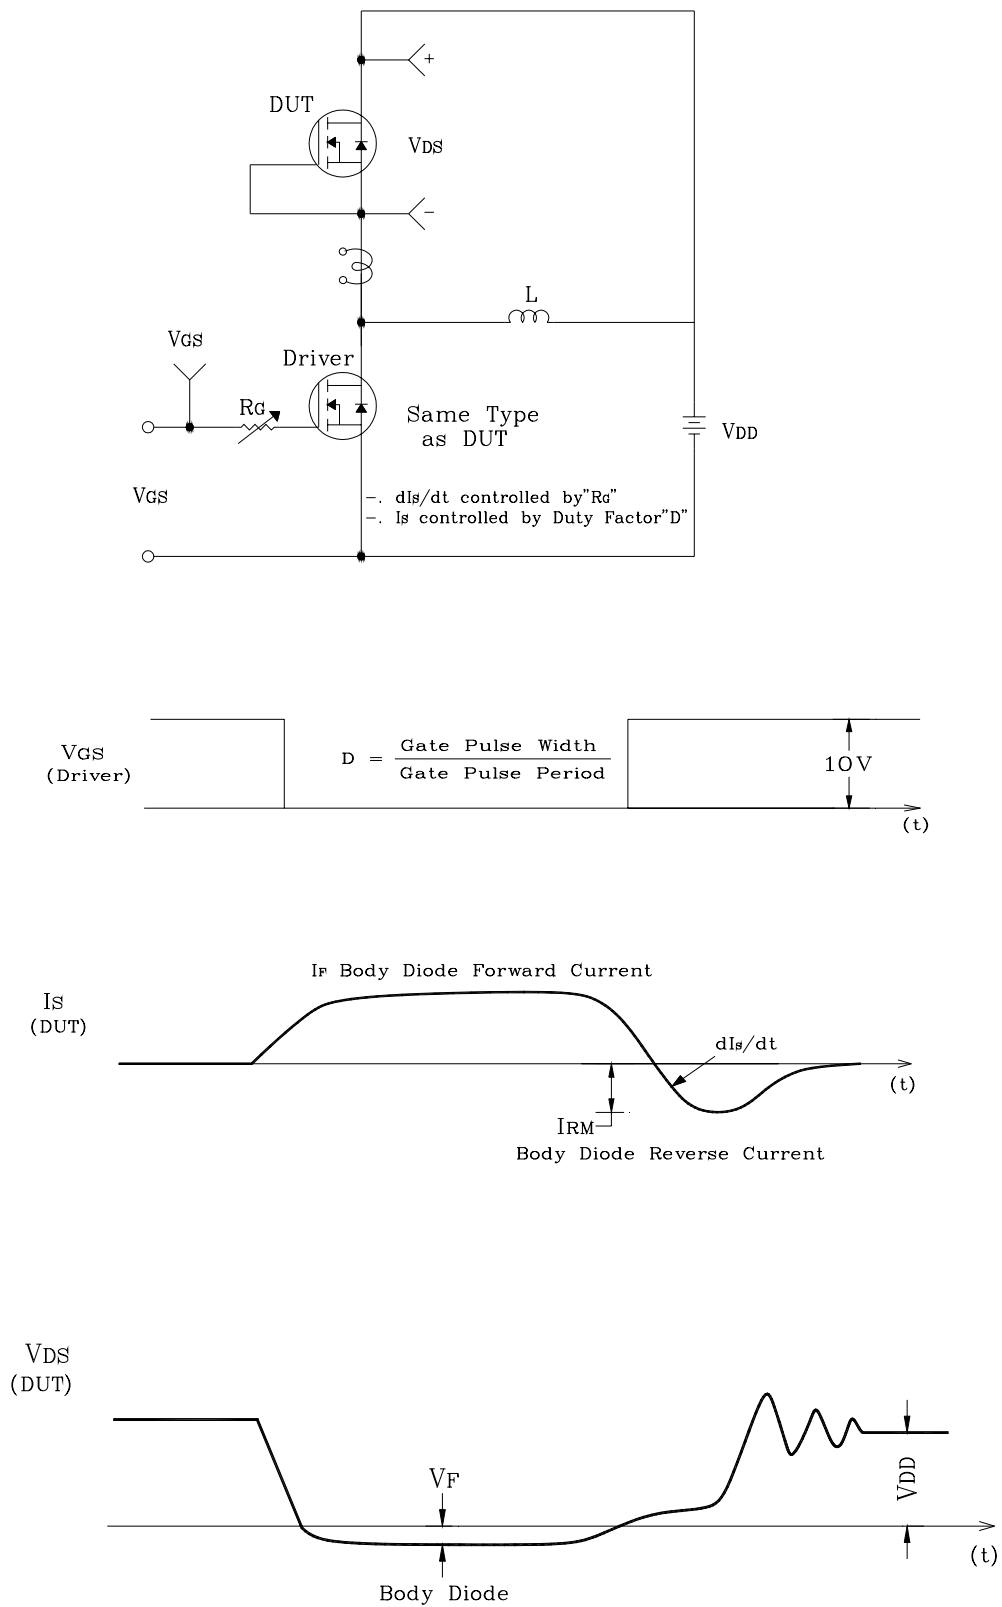 +
DUT
VDS
−
L
VGS
Driver
RG
Same Type
as DUT
VDD
VGS
−. dIs/dt controlled by"RG"
−. Is controlled by Duty Factor"D"
VGS
(Driver)
D = Gate Pulse Width
Gate Pulse Period
10V
(t)
IF Body Diode Forward Current
IS
(DUT)
dIs/dt
(t)
IRM
Body Diode Reverse Current
VDS
(DUT)
VF
VDD
(t)
Body Diode